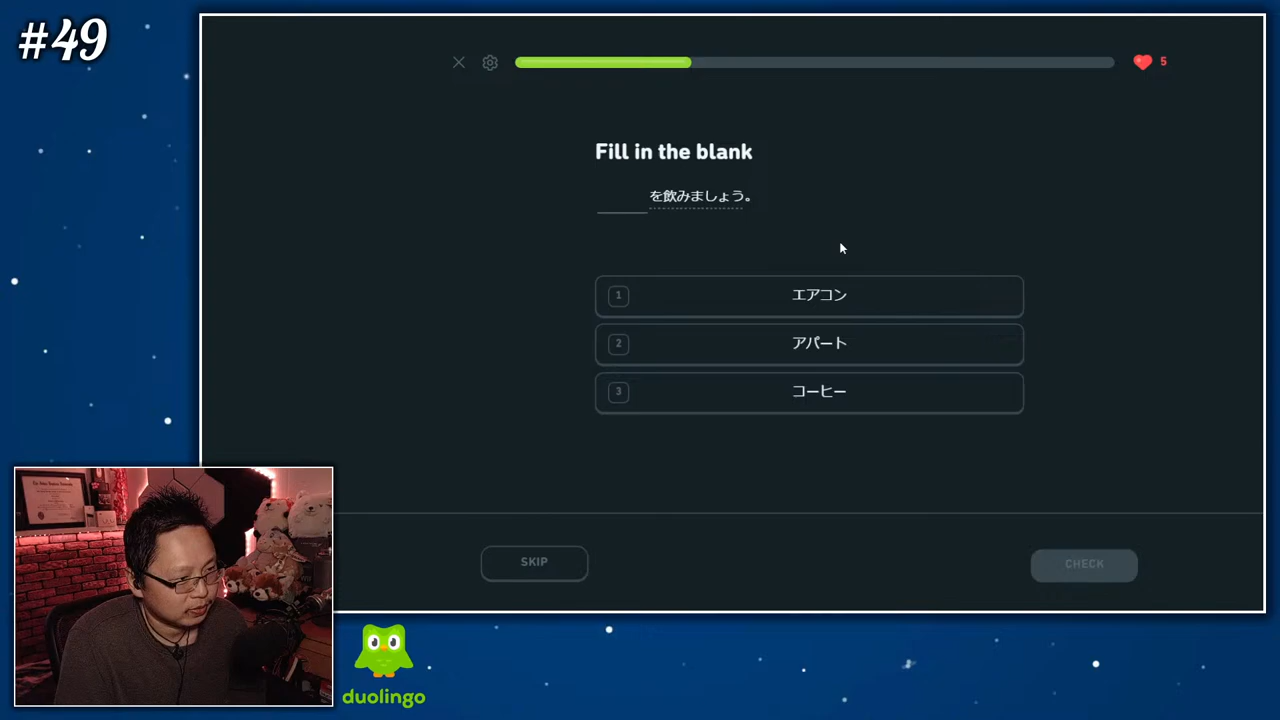 #49
5
Fill in the blank
を飲みましょう。
1 エアコン
2 アパート
3 コーヒー
SKIP
CHECK
duolingo